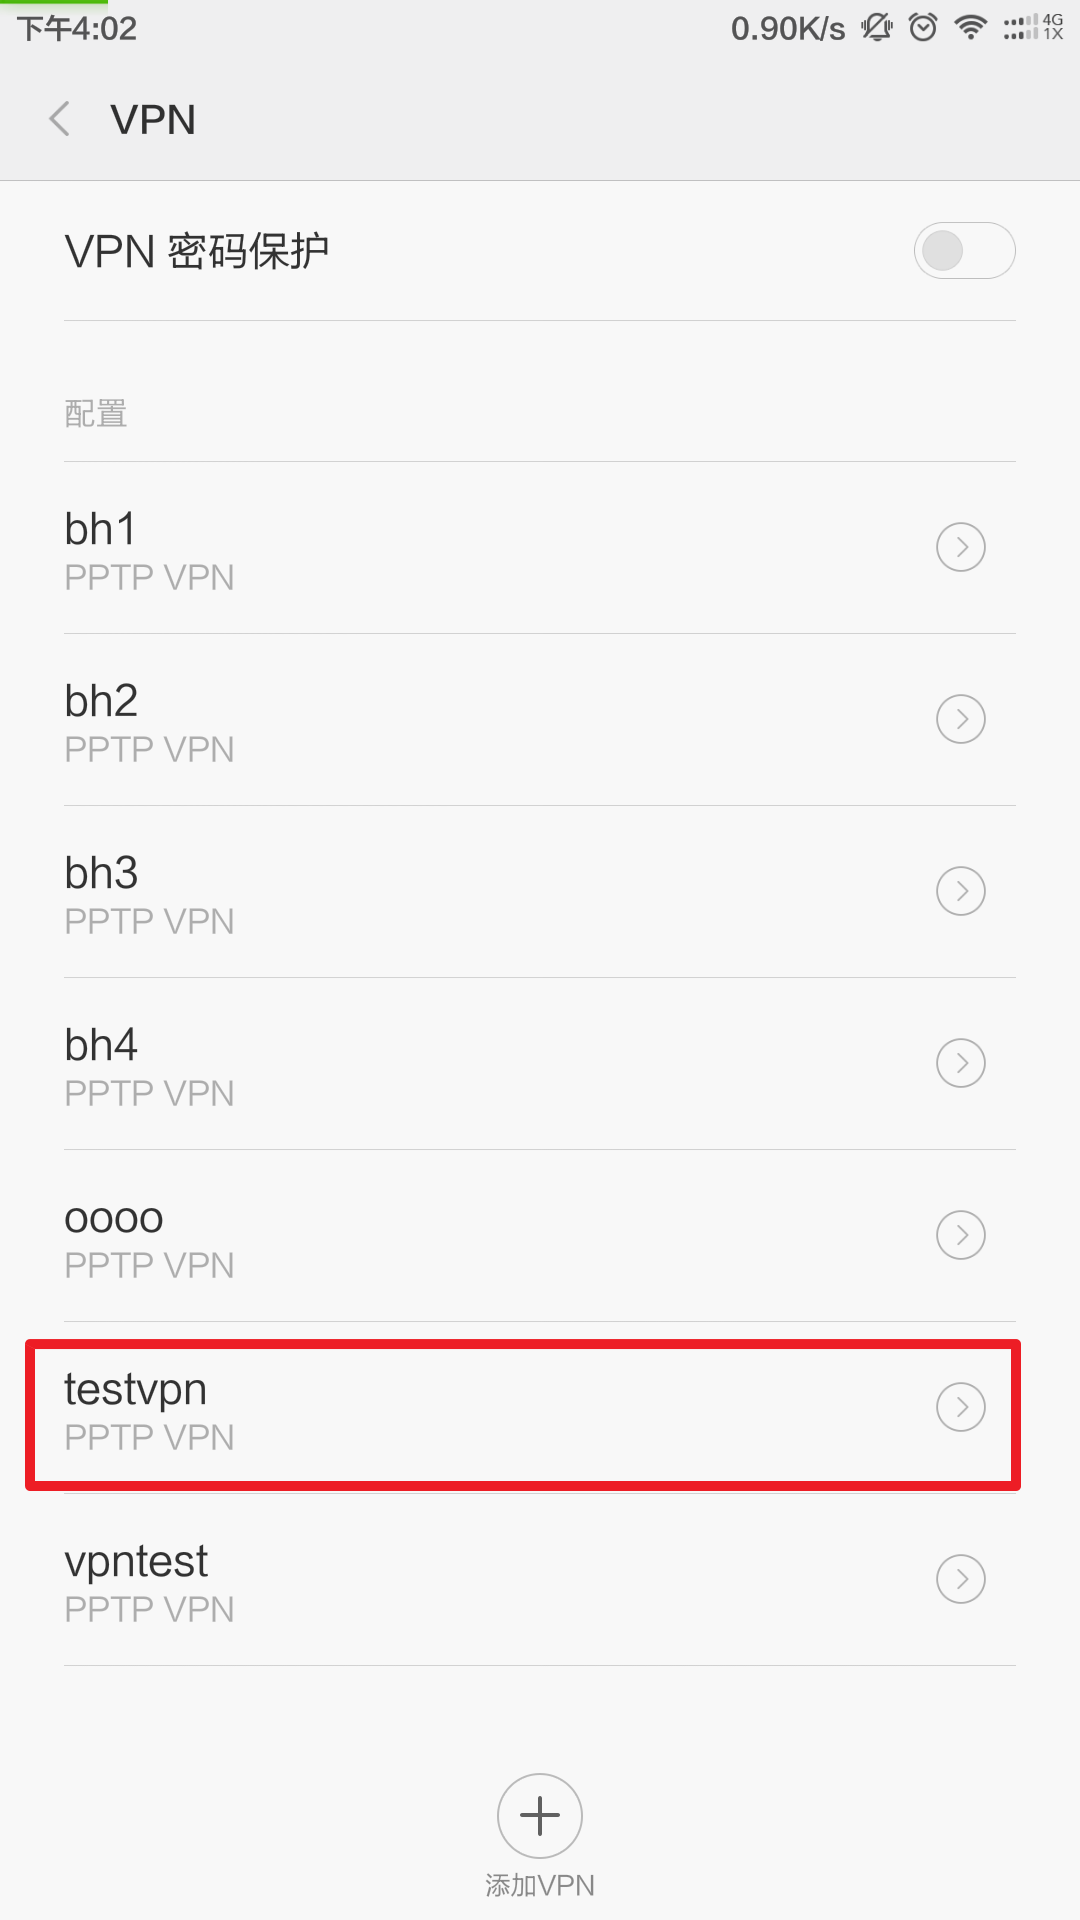 下午4:02 0.90K/s 4G 1X
VPN
VPN 密码保护
配置
bh1
PPTP VPN
bh2
PPTP VPN
bh3
PPTP VPN
bh4
PPTP VPN
oooo
PPTP VPN
testvpn
PPTP VPN
vpntest
PPTP VPN
添加VPN